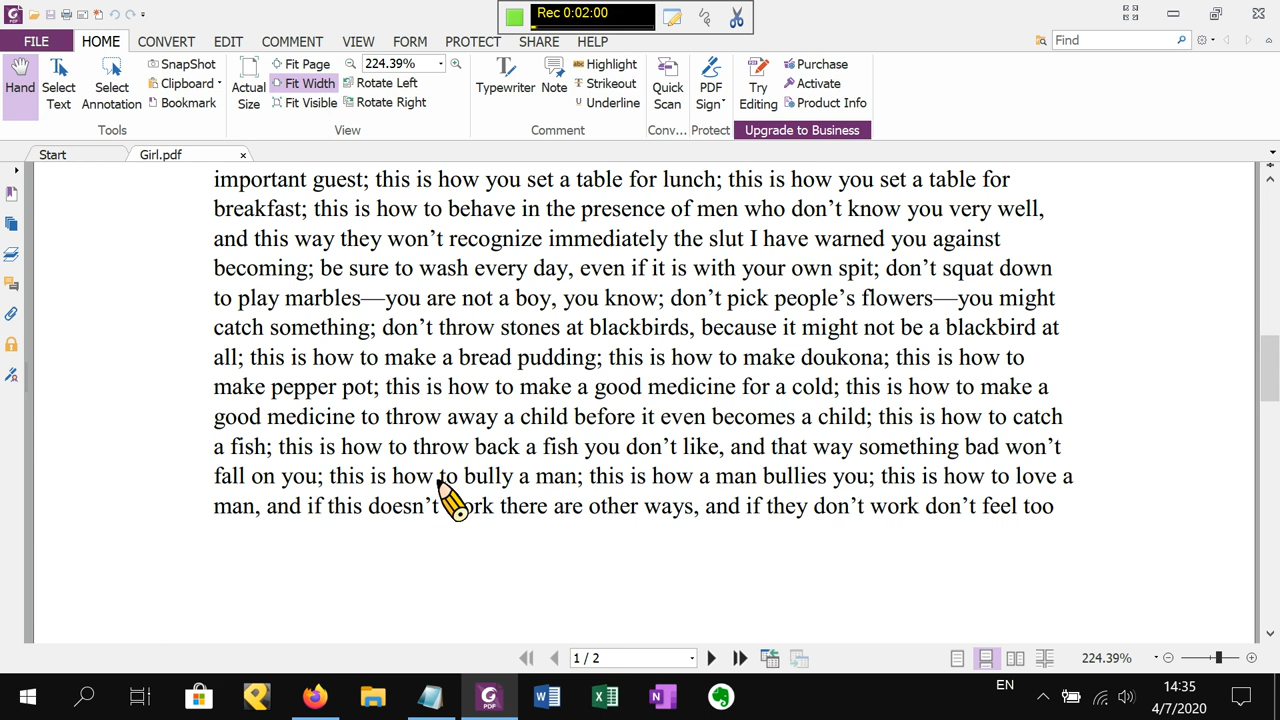 Rec 0:02:00
FILE HOME CONVERT EDIT COMMENT VIEW FORM PROTECT SHARE HELP Find
Hand Select Text Select Annotation SnapShot Clipboard Bookmark Actual Size Fit Page Fit Width Fit Visible 224.39% Rotate Left Rotate Right Typewriter Note Highlight Strikeout Underline Quick Scan PDF Sign Try Editing Purchase Activate Product Info
Tools View Comment Conv... Protect Upgrade to Business
Start Girl.pdf
important guest; this is how you set a table for lunch; this is how you set a table for
breakfast; this is how to behave in the presence of men who don’t know you very well,
and this way they won’t recognize immediately the slut I have warned you against
becoming; be sure to wash every day, even if it is with your own spit; don’t squat down
to play marbles—you are not a boy, you know; don’t pick people’s flowers—you might
catch something; don’t throw stones at blackbirds, because it might not be a blackbird at
all; this is how to make a bread pudding; this is how to make doukona; this is how to
make pepper pot; this is how to make a good medicine for a cold; this is how to make a
good medicine to throw away a child before it even becomes a child; this is how to catch
a fish; this is how to throw back a fish you don’t like, and that way something bad won’t
fall on you; this is how to bully a man; this is how a man bullies you; this is how to love a
man, and if this doesn’t work there are other ways, and if they don’t work don’t feel too
1 / 2 224.39%
EN 14:35
4/7/2020